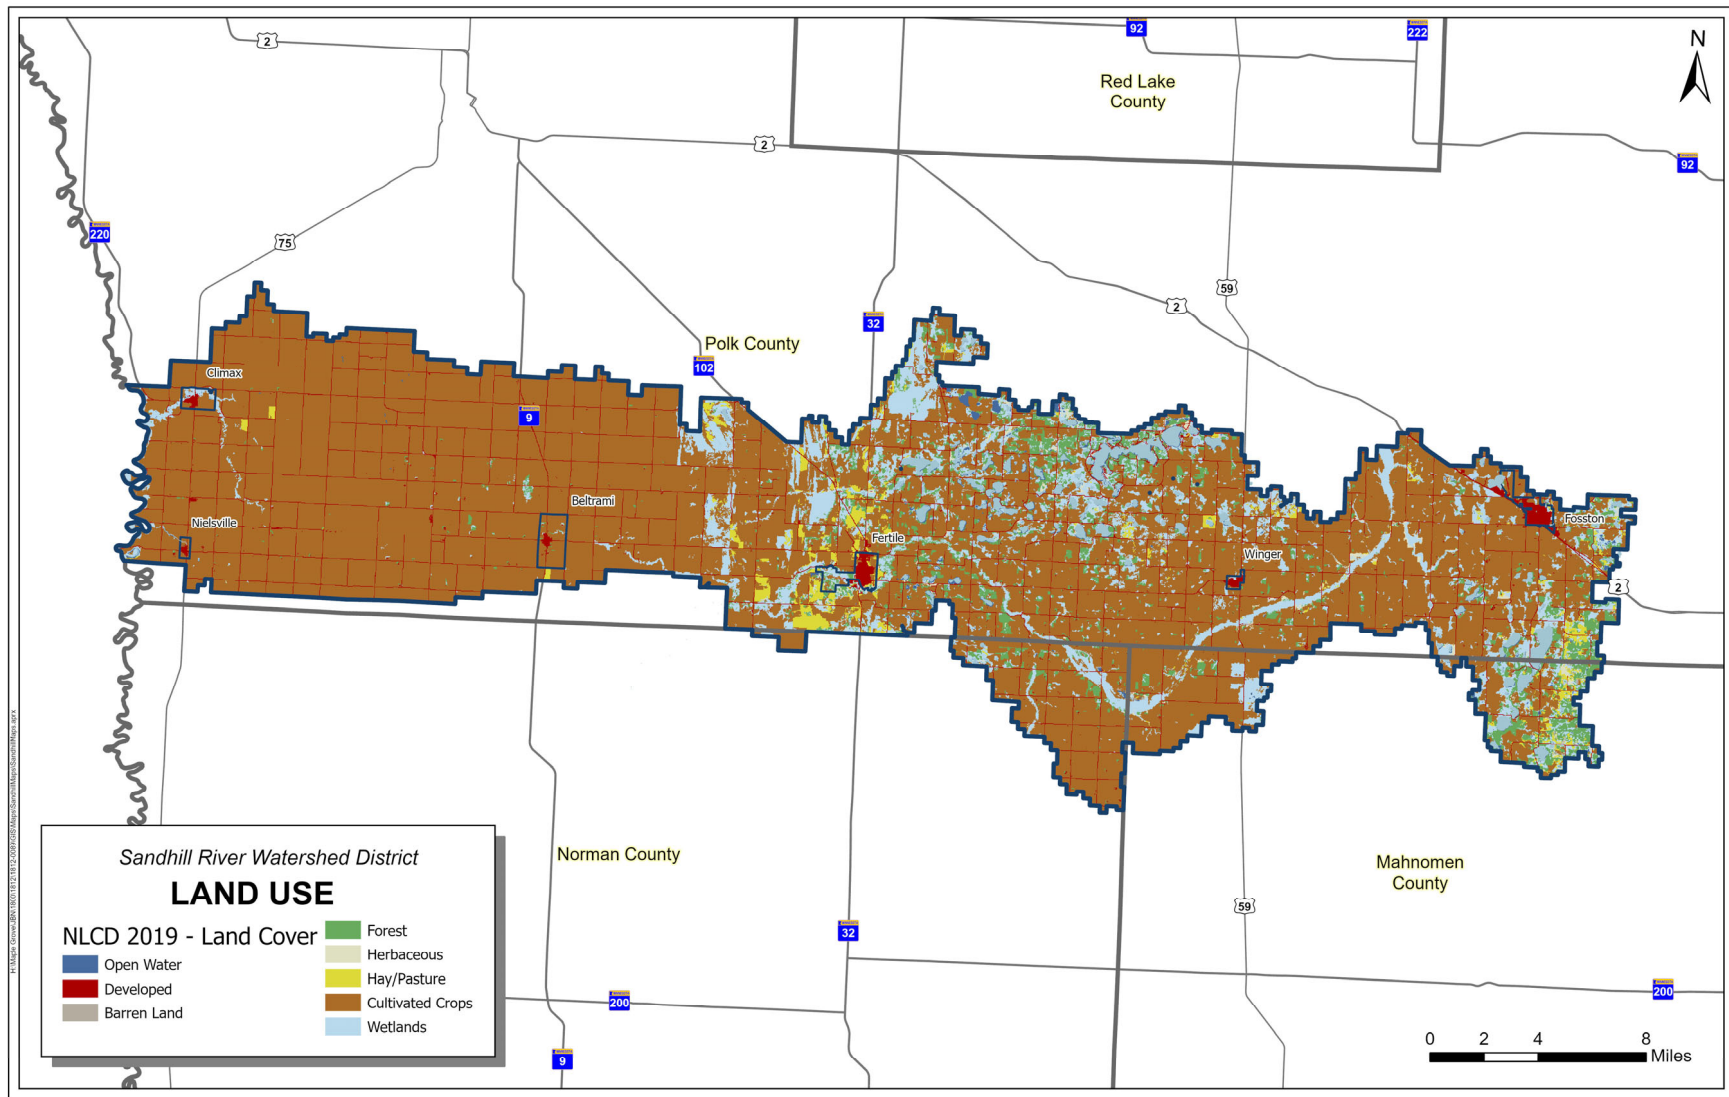 2
92
222
N
Red Lake
County
2
92
220
75
59
2
32
Polk County
102
Climax
9
Beltrami
Nielsville
Fosston
Fertile
Winger
2
Sandhill River Watershed District
LAND USE
NLCD 2019 - Land Cover
Open Water
Developed
Barren Land
Forest
Herbaceous
Hay/Pasture
Cultivated Crops
Wetlands
Norman County
Mahnomen
County
59
32
200
200
9
0 2 4 8
Miles